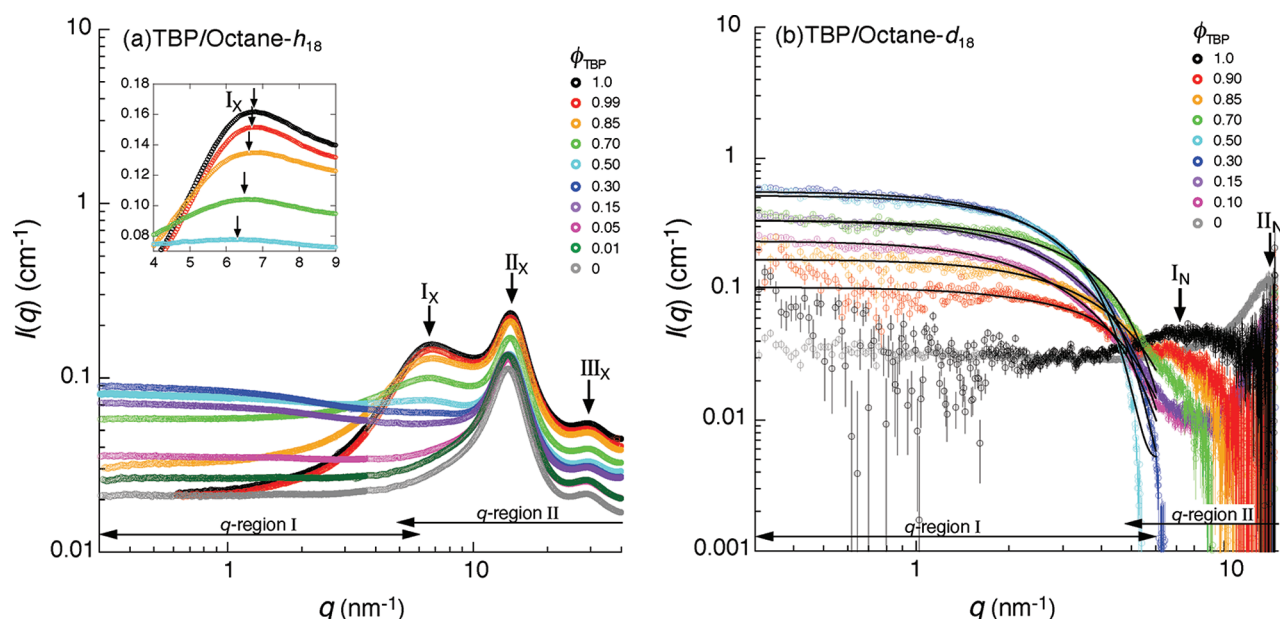 (a)TBP/Octane-h18
I(q) (cm-1)
10
1
0.1
0.01
0.18
0.16
0.14
0.12
0.10
0.08
IX
4 5 6 7 8 9
ϕTBP
1.0
0.99
0.85
0.70
0.50
0.30
0.15
0.05
0.01
0
IX
IIX
IIIX
q-region I
q-region II
1 10
q (nm-1)
(b)TBP/Octane-d18
I(q) (cm-1)
10
1
0.1
0.01
0.001
ϕTBP
1.0
0.90
0.85
0.70
0.50
0.30
0.15
0.10
0
IIN
IN
q-region I
q-region II
1 10
q (nm-1)